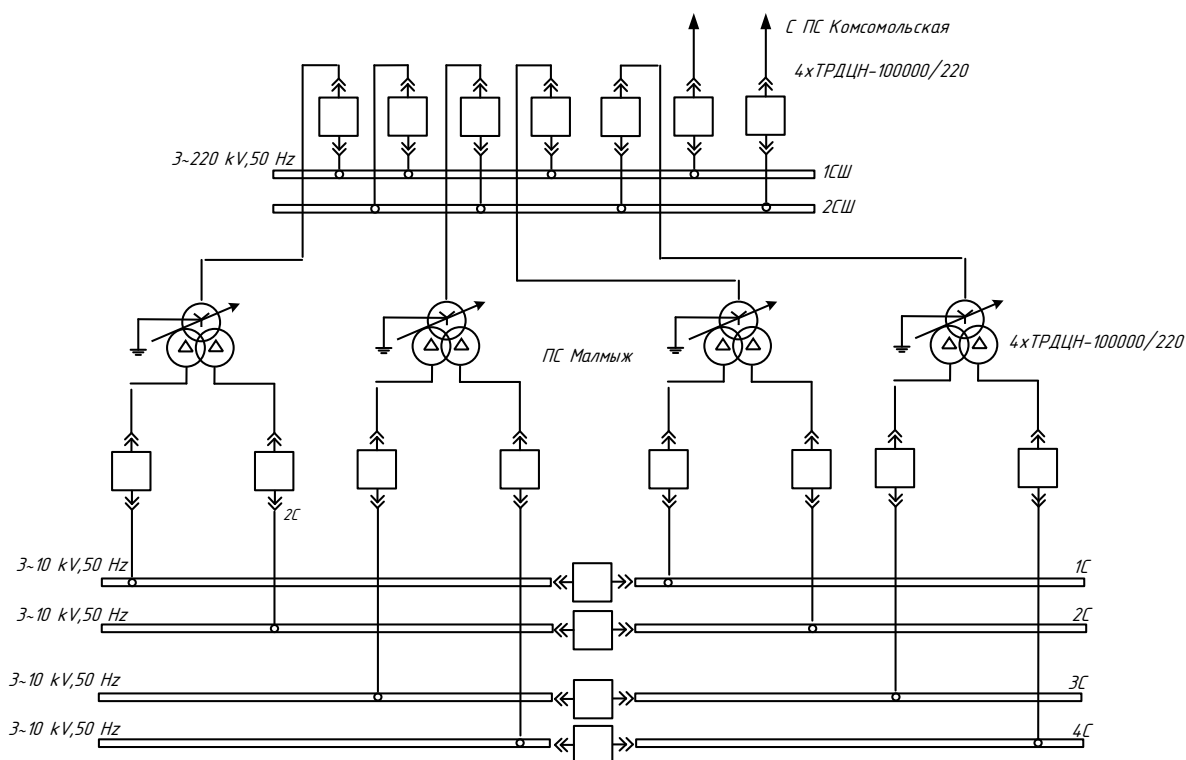 С ПС Комсомольская
4хТРДЦН-100000/220
3~220 kV,50 Hz
1СШ
2СШ
ПС Малмыж
4хТРДЦН-100000/220
2С
3~10 kV,50 Hz
1С
3~10 kV,50 Hz
2С
3~10 kV,50 Hz
3С
3~10 kV,50 Hz
4С